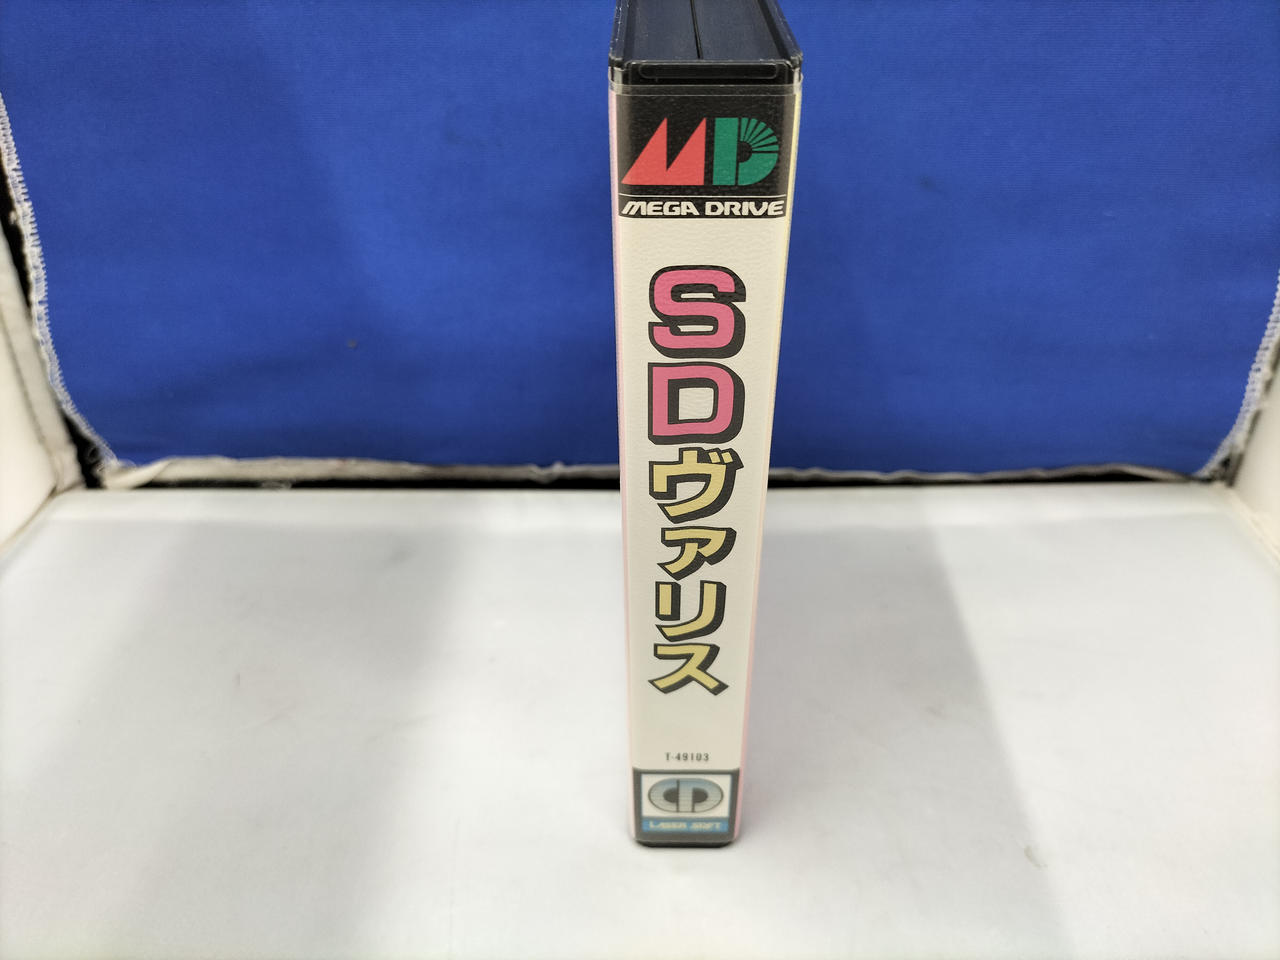 MD
MEGA DRIVE
SDヴァリス
T-49103
LASER SOFT